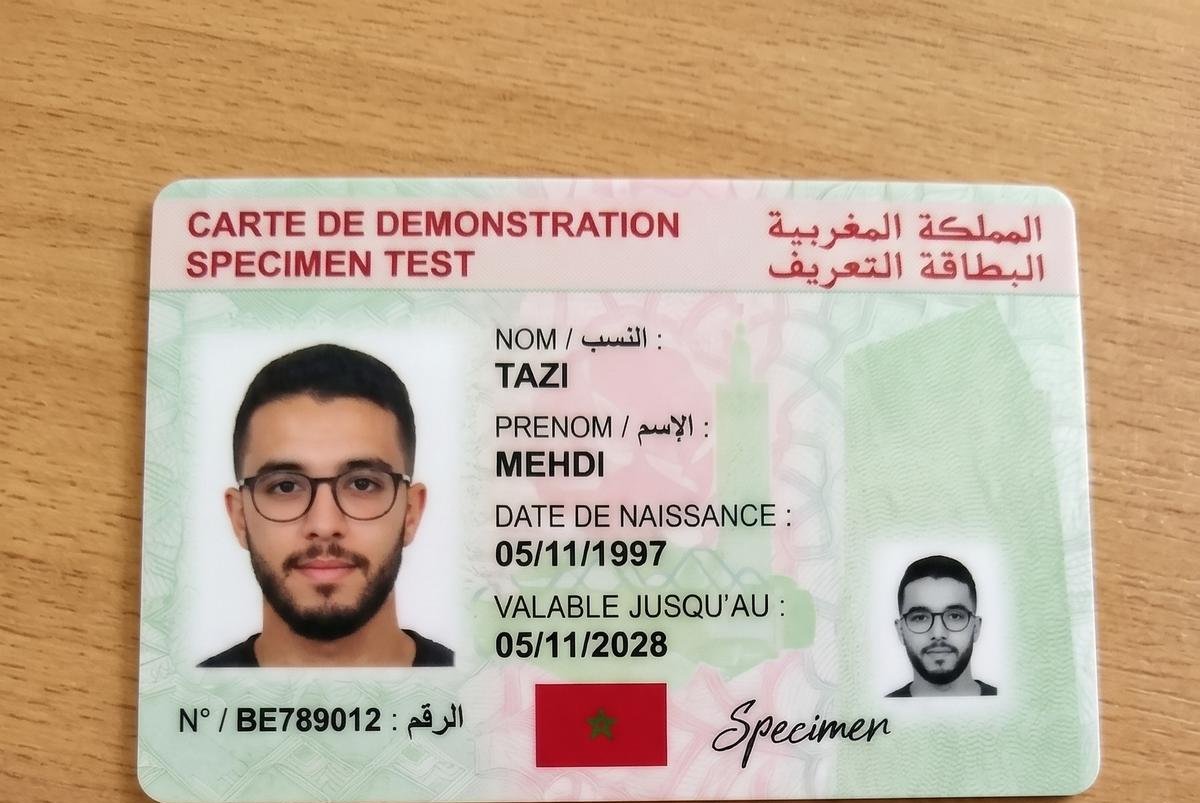 CARTE DE DEMONSTRATION
SPECIMEN TEST
المملكة المغربية
البطاقة التعريف
NOM / النسب :
TAZI
PRENOM / الإسم :
MEHDI
DATE DE NAISSANCE :
05/11/1997
VALABLE JUSQU'AU :
05/11/2028
N° / BE789012 : الرقم
Specimen